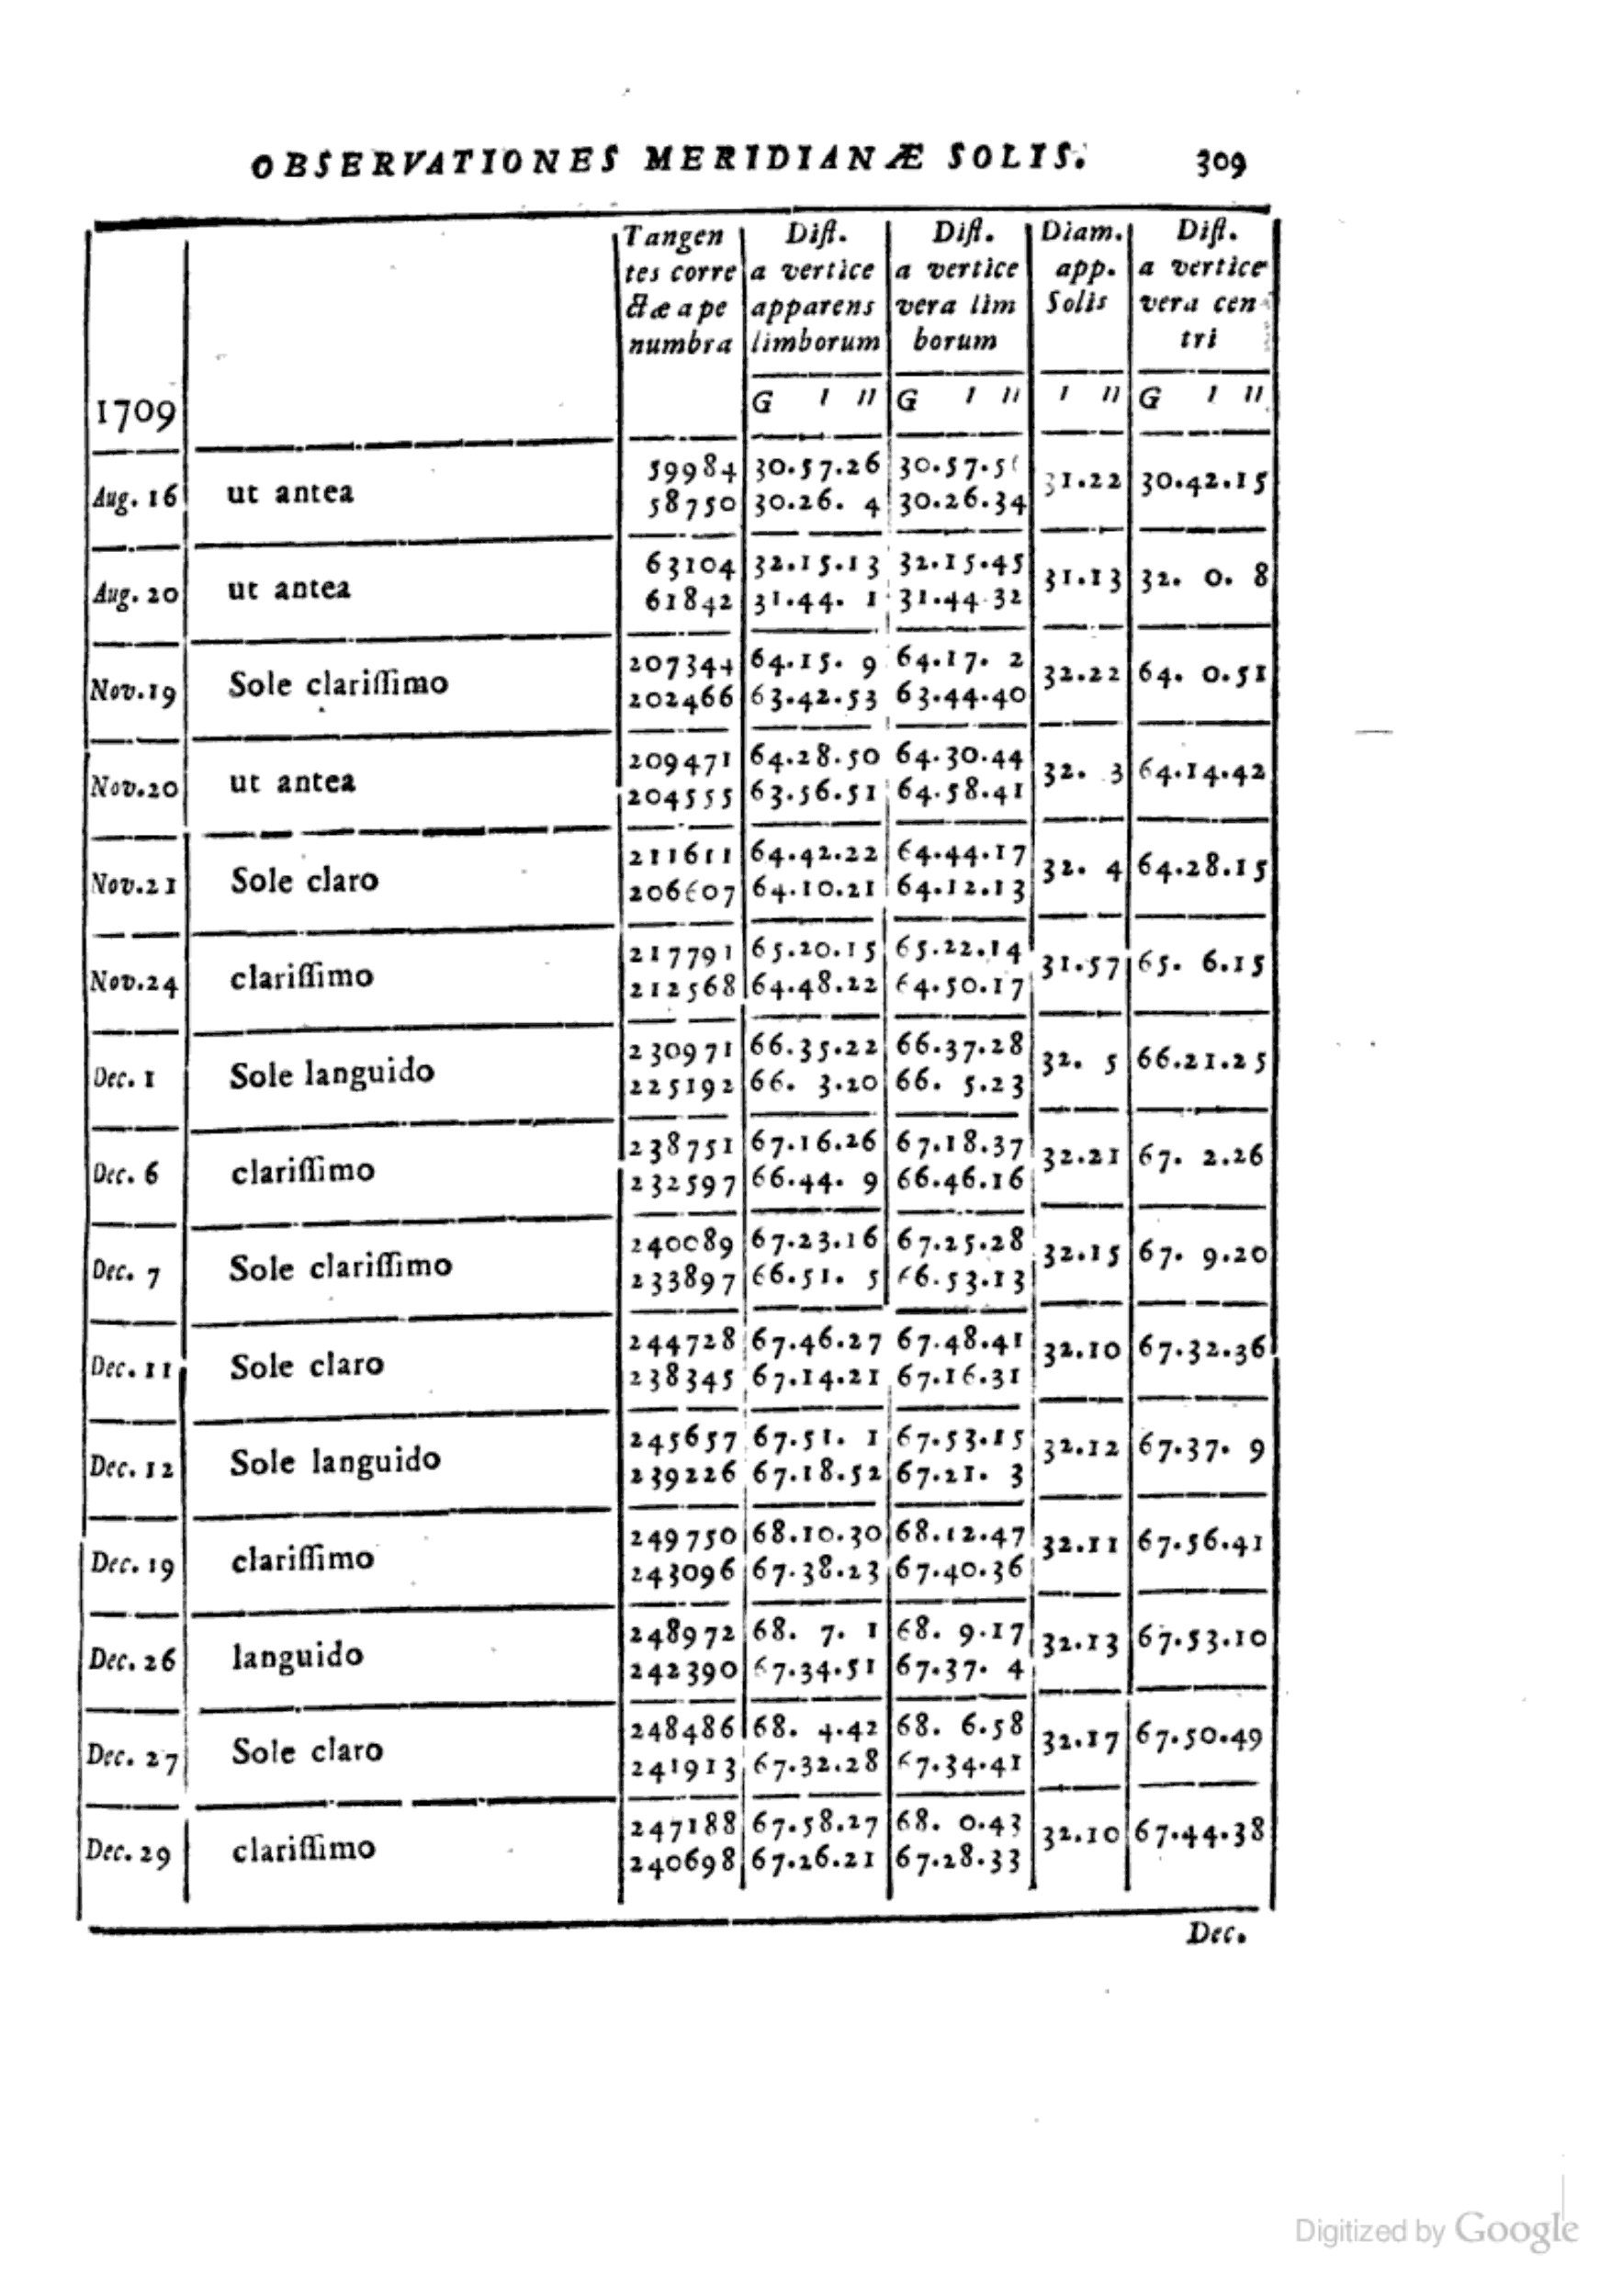 OBSERVATIONES MERIDIANÆ SOLIS. 309
Tangen Diſt. Diſt. Diam. Diſt.
tes corre a vertice a vertice app. a vertice
ctæ a pe apparens vera lim Solis vera cen
numbra limborum borum tri
1709 G I II G I II I II G I II
59984 30.57.26
Aug. 16 ut antea 31.22 30.42.15
58750 30.26. 4 30.26.34
63104 32.15.13 32.15.45
Aug. 20 ut antea 31.13 32. 0. 8
61842 31.44. 1 31.44 32
207344 64.15. 9 64.17. 2
Nov.19 Sole clariſſimo 32.22 64. 0.51
202466 63.42.53 63.44.40
209471 64.28.50 64.30.44
Nov.20 ut antea 32. 3 64.14.42
204555 63.56.51 64.58.41
211611 64.42.22 64.44.17
Nov.21 Sole claro 32. 4 64.28.15
206607 64.10.21 64.12.13
217791 65.20.15 65.22.14
Nov.24 clariſſimo 31.57 65. 6.15
212568 64.48.22 64.50.17
230971 66.35.22 66.37.28
Dec. 1 Sole languido 32. 5 66.21.25
225192 66. 3.20 66. 5.23
238751 67.16.26 67.18.37
Dec. 6 clariſſimo 32.21 67. 2.26
232597 66.44. 9 66.46.16
240089 67.23.16 67.25.28
Dec. 7 Sole clariſſimo 32.15 67. 9.20
233897 66.51. 5 66.53.13
244728 67.46.27 67.48.41
Dec. 11 Sole claro 32.10 67.32.36
238345 67.14.21 67.16.31
245657 67.51. 1 67.53.15
Dec. 12 Sole languido 32.12 67.37. 9
239226 67.18.52 67.21. 3
249750 68.10.30 68.12.47
Dec. 19 clariſſimo 32.11 67.56.41
243096 67.38.23 67.40.36
248972 68. 7. 1 68. 9.17
Dec. 26 languido 32.13 67.53.10
242390 67.34.51 67.37. 4
248486 68. 4.42 68. 6.58
Dec. 27 Sole claro 32.17 67.50.49
241913 67.32.28 67.34.41
247188 67.58.27 68. 0.43
Dec. 29 clariſſimo 32.10 67.44.38
240698 67.26.21 67.28.33
Dec.
Digitized by Google